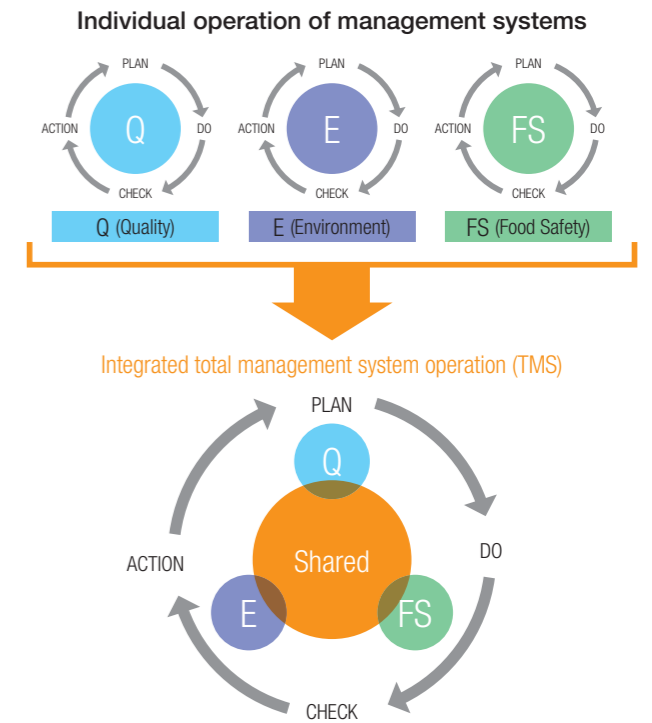 Individual operation of management systems
PLAN
ACTION
Q
DO
CHECK
PLAN
ACTION
E
DO
CHECK
PLAN
ACTION
FS
DO
CHECK
Q (Quality)
E (Environment)
FS (Food Safety)
Integrated total management system operation (TMS)
PLAN
Q
DO
Shared
ACTION
E
FS
CHECK